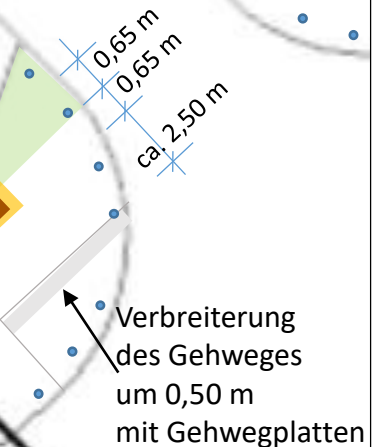 0,65 m
0,65 m
ca. 2,50 m
Verbreiterung
des Gehweges
um 0,50 m
mit Gehwegplatten